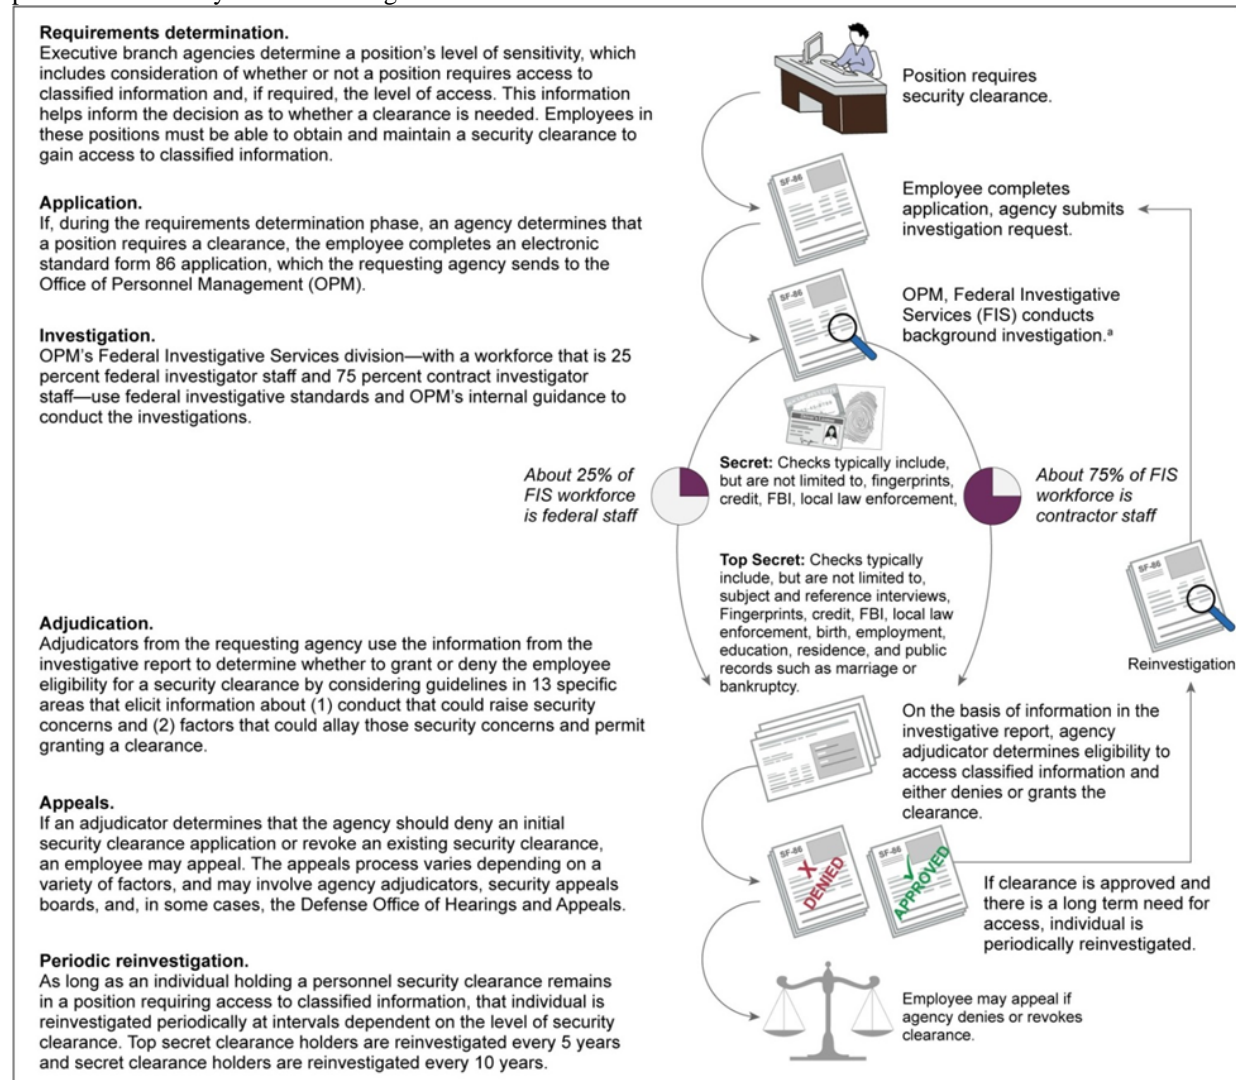 Requirements determination.
Executive branch agencies determine a position's level of sensitivity, which
includes consideration of whether or not a position requires access to
classified information and, if required, the level of access. This information
helps inform the decision as to whether a clearance is needed. Employees in
these positions must be able to obtain and maintain a security clearance to
gain access to classified information.
Position requires
security clearance.
Application.
If, during the requirements determination phase, an agency determines that
a position requires a clearance, the employee completes an electronic
standard form 86 application, which the requesting agency sends to the
Office of Personnel Management (OPM).
SF-86
Employee completes
application, agency submits
investigation request.
Investigation.
OPM's Federal Investigative Services division—with a workforce that is 25
percent federal investigator staff and 75 percent contract investigator
staff—use federal investigative standards and OPM's internal guidance to
conduct the investigations.
SF-86
OPM, Federal Investigative
Services (FIS) conducts
background investigation.ª
About 25% of
FIS workforce
is federal staff
Secret: Checks typically include,
but are not limited to, fingerprints,
credit, FBI, local law enforcement,
About 75% of FIS
workforce is
contractor staff
Top Secret: Checks typically
include, but are not limited to,
subject and reference interviews,
Fingerprints, credit, FBI, local law
enforcement, birth, employment,
education, residence, and public
records such as marriage or
bankruptcy.
SF-86
Reinvestigation
Adjudication.
Adjudicators from the requesting agency use the information from the
investigative report to determine whether to grant or deny the employee
eligibility for a security clearance by considering guidelines in 13 specific
areas that elicit information about (1) conduct that could raise security
concerns and (2) factors that could allay those security concerns and permit
granting a clearance.
On the basis of information in the
investigative report, agency
adjudicator determines eligibility to
access classified information and
either denies or grants the
clearance.
Appeals.
If an adjudicator determines that the agency should deny an initial
security clearance application or revoke an existing security clearance,
an employee may appeal. The appeals process varies depending on a
variety of factors, and may involve agency adjudicators, security appeals
boards, and, in some cases, the Defense Office of Hearings and Appeals.
SF-86
DENIED
SF-86
APPROVED
If clearance is approved and
there is a long term need for
access, individual is
periodically reinvestigated.
Periodic reinvestigation.
As long as an individual holding a personnel security clearance remains
in a position requiring access to classified information, that individual is
reinvestigated periodically at intervals dependent on the level of security
clearance. Top secret clearance holders are reinvestigated every 5 years
and secret clearance holders are reinvestigated every 10 years.
Employee may appeal if
agency denies or revokes
clearance.